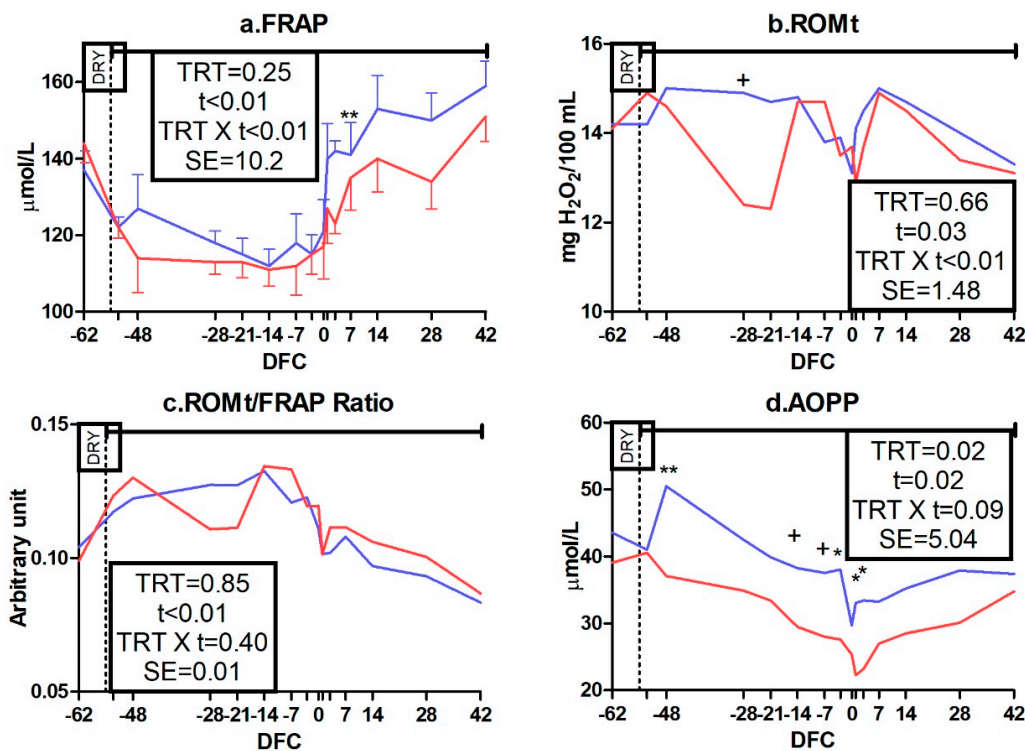 a.FRAP
DRY
TRT=0.25
t<0.01
TRT X t<0.01
SE=10.2
**
μmol/L
160
140
120
100
-62 -48 -28 -21 -14 -7 0 7 14 28 42
DFC
b.ROMt
DRY
+
mg H₂O₂/100 mL
16
14
12
10
TRT=0.66
t=0.03
TRT X t<0.01
SE=1.48
-62 -48 -28 -21 -14 -7 0 7 14 28 42
DFC
c.ROMt/FRAP Ratio
DRY
Arbitrary unit
0.15
0.10
0.05
TRT=0.85
t<0.01
TRT X t=0.40
SE=0.01
-62 -48 -28 -21 -14 -7 0 7 14 28 42
DFC
d.AOPP
DRY
TRT=0.02
t=0.02
TRT X t=0.09
SE=5.04
**
+ + * * *
μmol/L
60
50
40
30
20
-62 -48 -28 -21 -14 -7 0 7 14 28 42
DFC